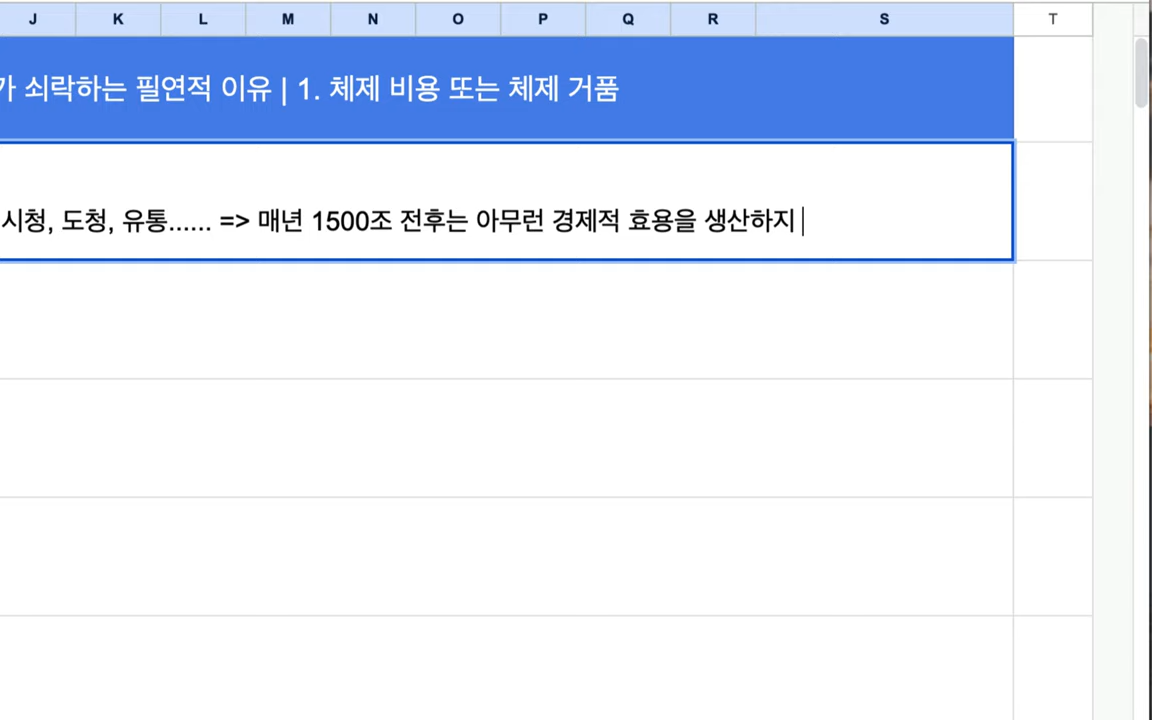 J K L M N O P Q R S T
가 쇠락하는 필연적 이유 | 1. 체제 비용 또는 체제 거품
시청, 도청, 유통...... => 매년 1500조 전후는 아무런 경제적 효용을 생산하지